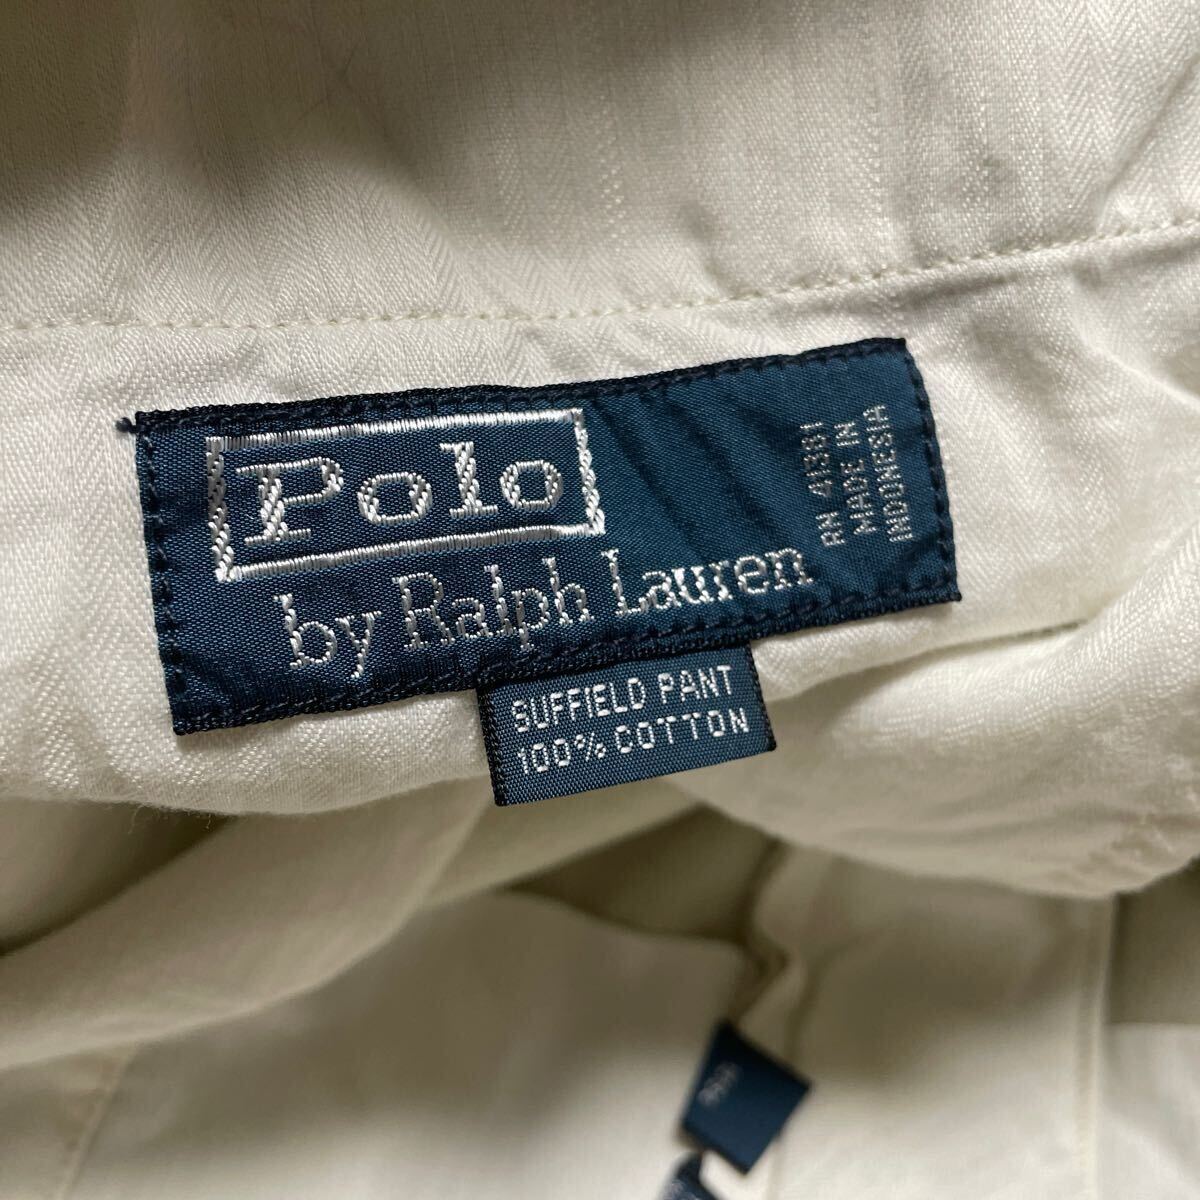 Polo
by Ralph Lauren
RN 41381
MADE IN
INDONESIA
SUFFIELD PANT
100% COTTON